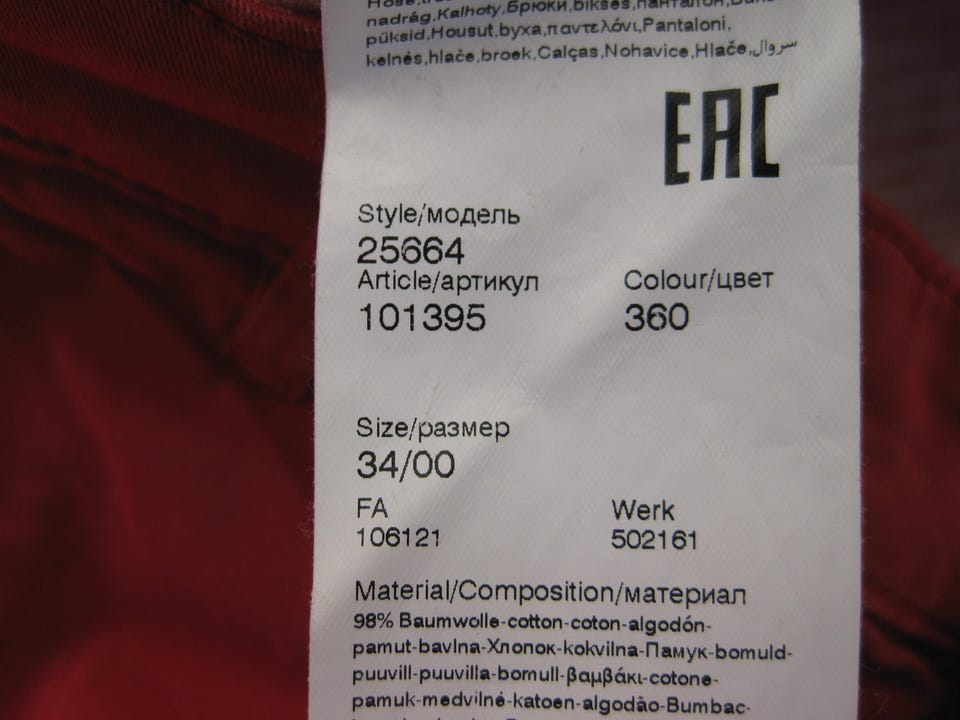 nadrág,Kalhoty,Брюки,bikses,панталон,
püksid,Housut,byxa,παντελόνι,Pantaloni,
kelnės,hlače,broek,Calças,Nohavice,Hlače,سروال
EAC
Style/модель
25664
Article/артикул Colour/цвет
101395 360
Size/размер
34/00
FA Werk
106121 502161
Material/Composition/материал
98% Baumwolle-cotton-coton-algodón-
pamut-bavlna-Хлопок-kokvilna-Памук-bomuld-
puuvill-puuvilla-bomull-βαμβάκι-cotone-
pamuk-medvilnė-katoen-algodão-Bumbac-